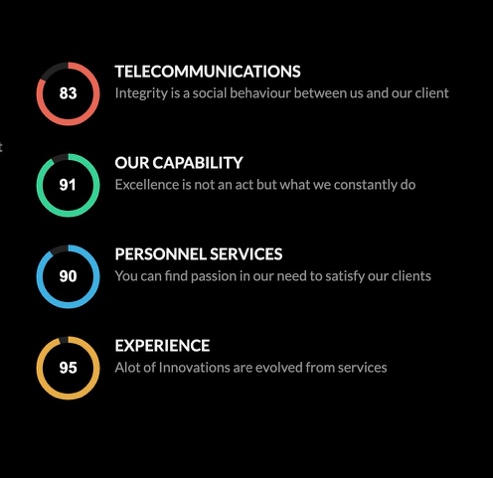 TELECOMMUNICATIONS
83
Integrity is a social behaviour between us and our client
OUR CAPABILITY
91
Excellence is not an act but what we constantly do
PERSONNEL SERVICES
90
You can find passion in our need to satisfy our clients
EXPERIENCE
95
Alot of Innovations are evolved from services